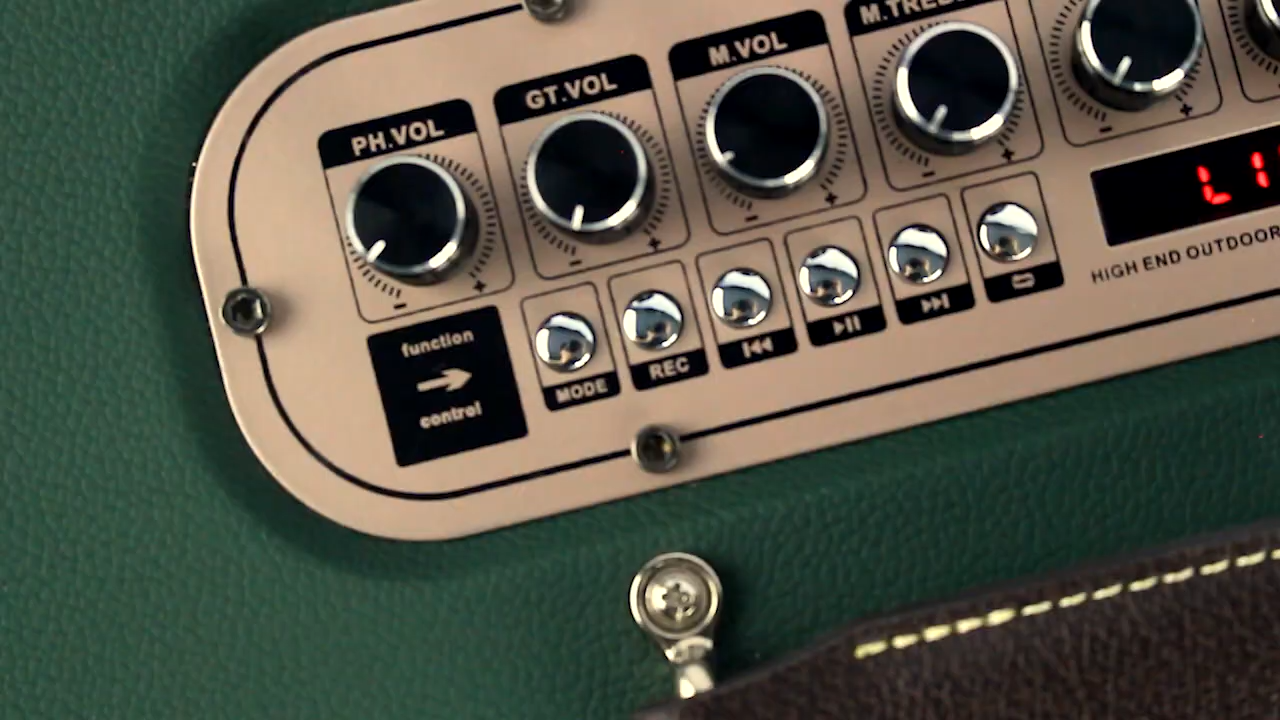 PH.VOL
GT.VOL
M.VOL
function
control
MODE
REC
HIGH END OUTDOOR